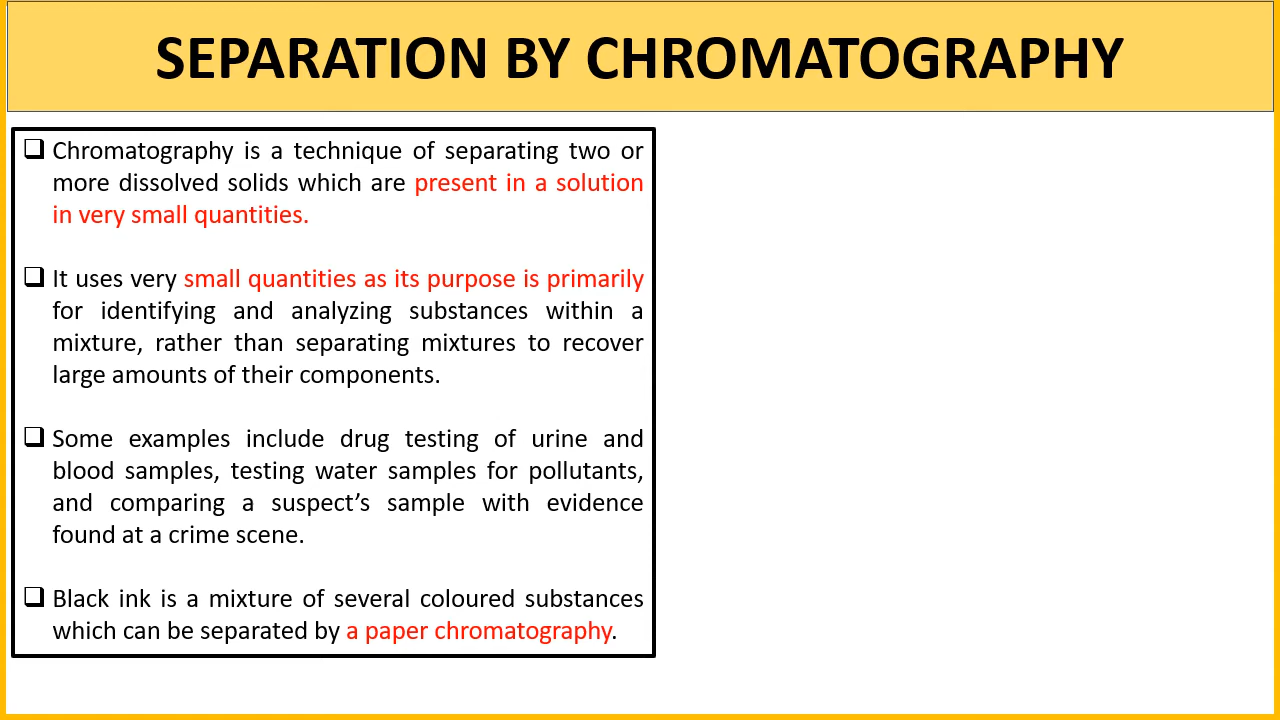 SEPARATION BY CHROMATOGRAPHY
❑ Chromatography is a technique of separating two or
more dissolved solids which are present in a solution
in very small quantities.
❑ It uses very small quantities as its purpose is primarily
for identifying and analyzing substances within a
mixture, rather than separating mixtures to recover
large amounts of their components.
❑ Some examples include drug testing of urine and
blood samples, testing water samples for pollutants,
and comparing a suspect’s sample with evidence
found at a crime scene.
❑ Black ink is a mixture of several coloured substances
which can be separated by a paper chromatography.